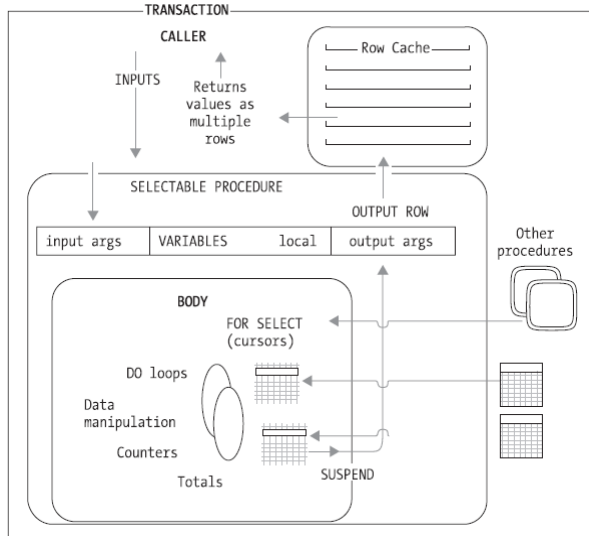 TRANSACTION
CALLER
INPUTS
Returns
values as
multiple
rows
Row Cache
SELECTABLE PROCEDURE
OUTPUT ROW
input args
VARIABLES local
output args
Other
procedures
BODY
FOR SELECT
(cursors)
DO loops
Data
manipulation
Counters
Totals
SUSPEND